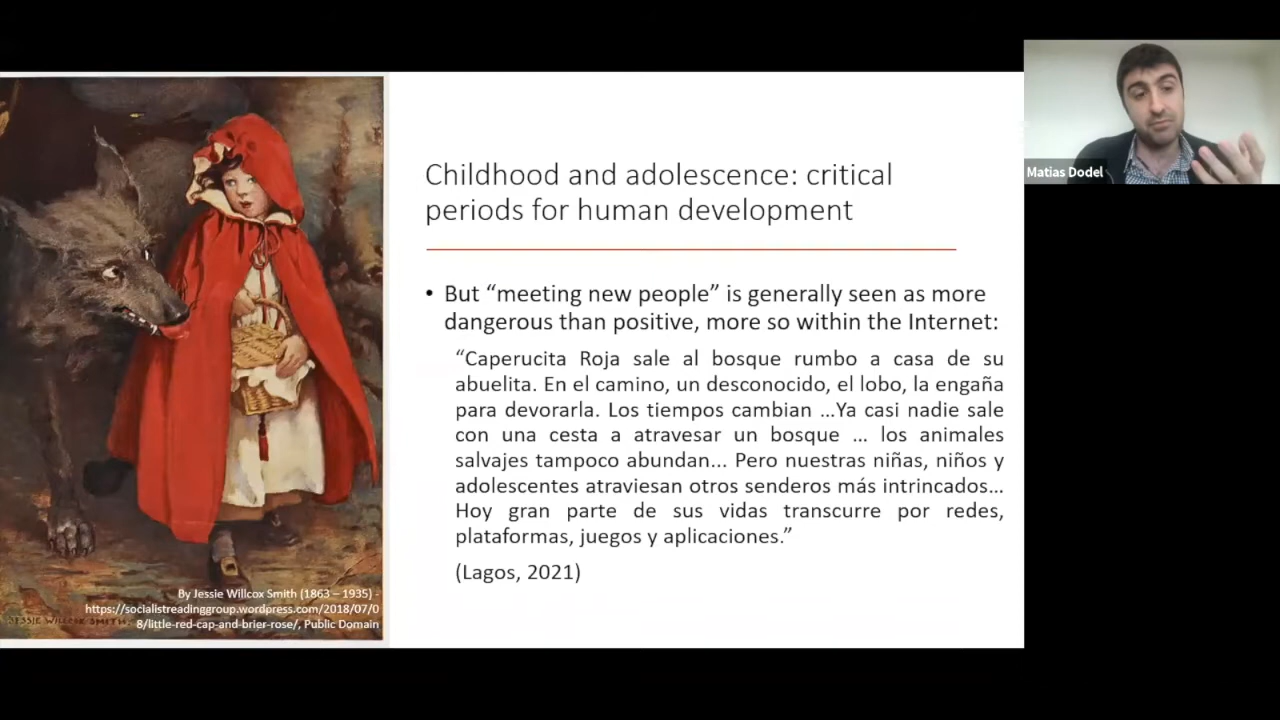 Childhood and adolescence: critical
periods for human development
• But “meeting new people” is generally seen as more
dangerous than positive, more so within the Internet:
“Caperucita Roja sale al bosque rumbo a casa de su
abuelita. En el camino, un desconocido, el lobo, la engaña
para devorarla. Los tiempos cambian …Ya casi nadie sale
con una cesta a atravesar un bosque … los animales
salvajes tampoco abundan... Pero nuestras niñas, niños y
adolescentes atraviesan otros senderos más intrincados…
Hoy gran parte de sus vidas transcurre por redes,
plataformas, juegos y aplicaciones.”
(Lagos, 2021)
By Jessie Willcox Smith (1863 – 1935) -
https://socialistreadinggroup.wordpress.com/2018/07/0
8/little-red-cap-and-brier-rose/, Public Domain
JESSIE WILLCOX SMITH
Matias Dodel